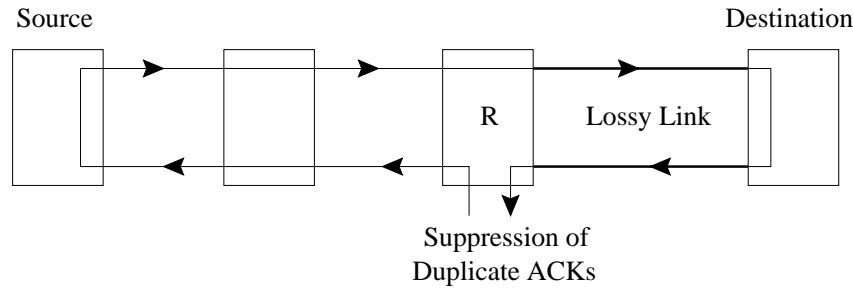 Source
Destination
R
Lossy Link
Suppression of
Duplicate ACKs